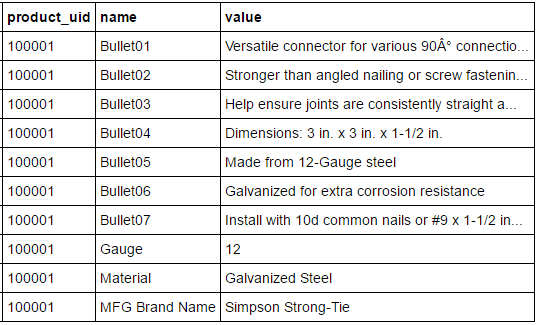 product_uid name value
100001 Bullet01 Versatile connector for various 90Â° connectio...
100001 Bullet02 Stronger than angled nailing or screw fastenin...
100001 Bullet03 Help ensure joints are consistently straight a...
100001 Bullet04 Dimensions: 3 in. x 3 in. x 1-1/2 in.
100001 Bullet05 Made from 12-Gauge steel
100001 Bullet06 Galvanized for extra corrosion resistance
100001 Bullet07 Install with 10d common nails or #9 x 1-1/2 in...
100001 Gauge 12
100001 Material Galvanized Steel
100001 MFG Brand Name Simpson Strong-Tie